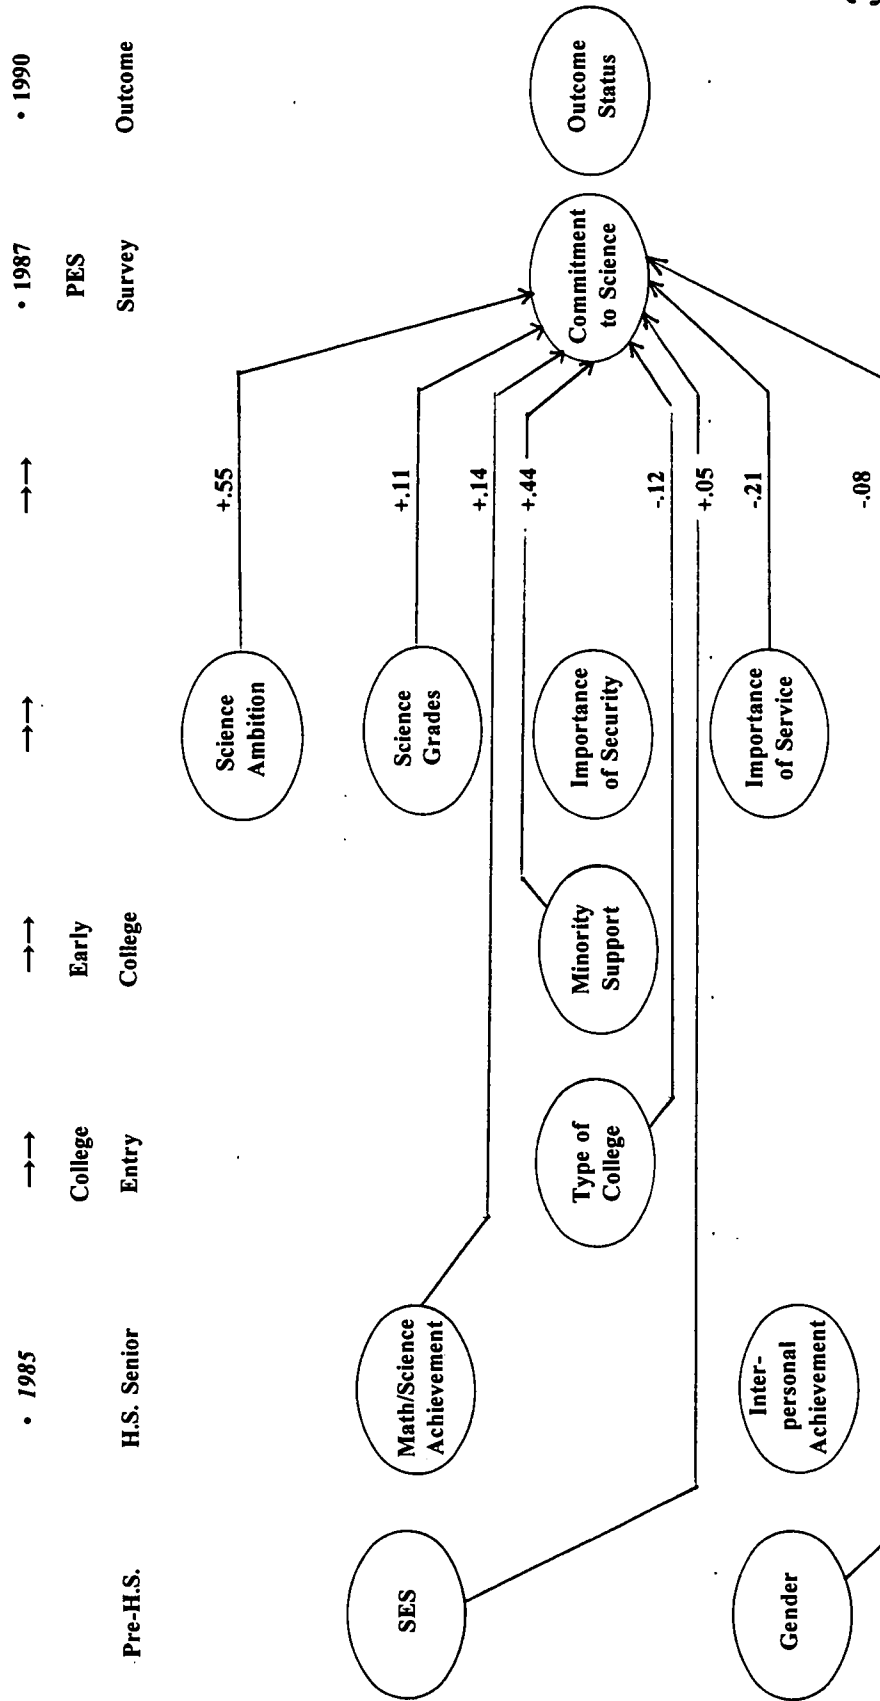 • 1985
→→
→→
→→
→→
• 1987
• 1990
College
Early
PES
Pre-H.S.
H.S. Senior
Entry
College
Survey
Outcome
Science
Ambition
+.55
Math/Science
Achievement
Science
Grades
+.11
SES
+.14
+.44
Type of
College
Minority
Support
Importance
of Security
Commitment
to Science
Outcome
Status
-.12
+.05
Gender
Inter-
personal
Achievement
Importance
of Service
-.21
-.08